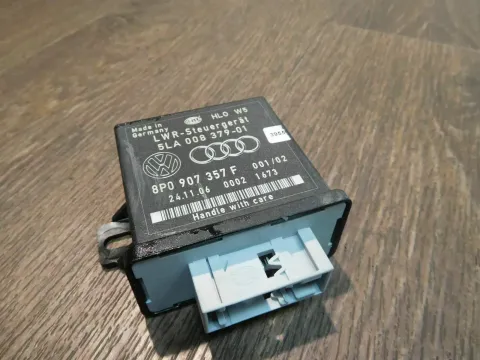 Made in
Germany
HLO W5
LWR-Steuergerät
5LA 008 379-01
8P0 907 357 F 001/02
24.11.06 0002 1673
Handle with care